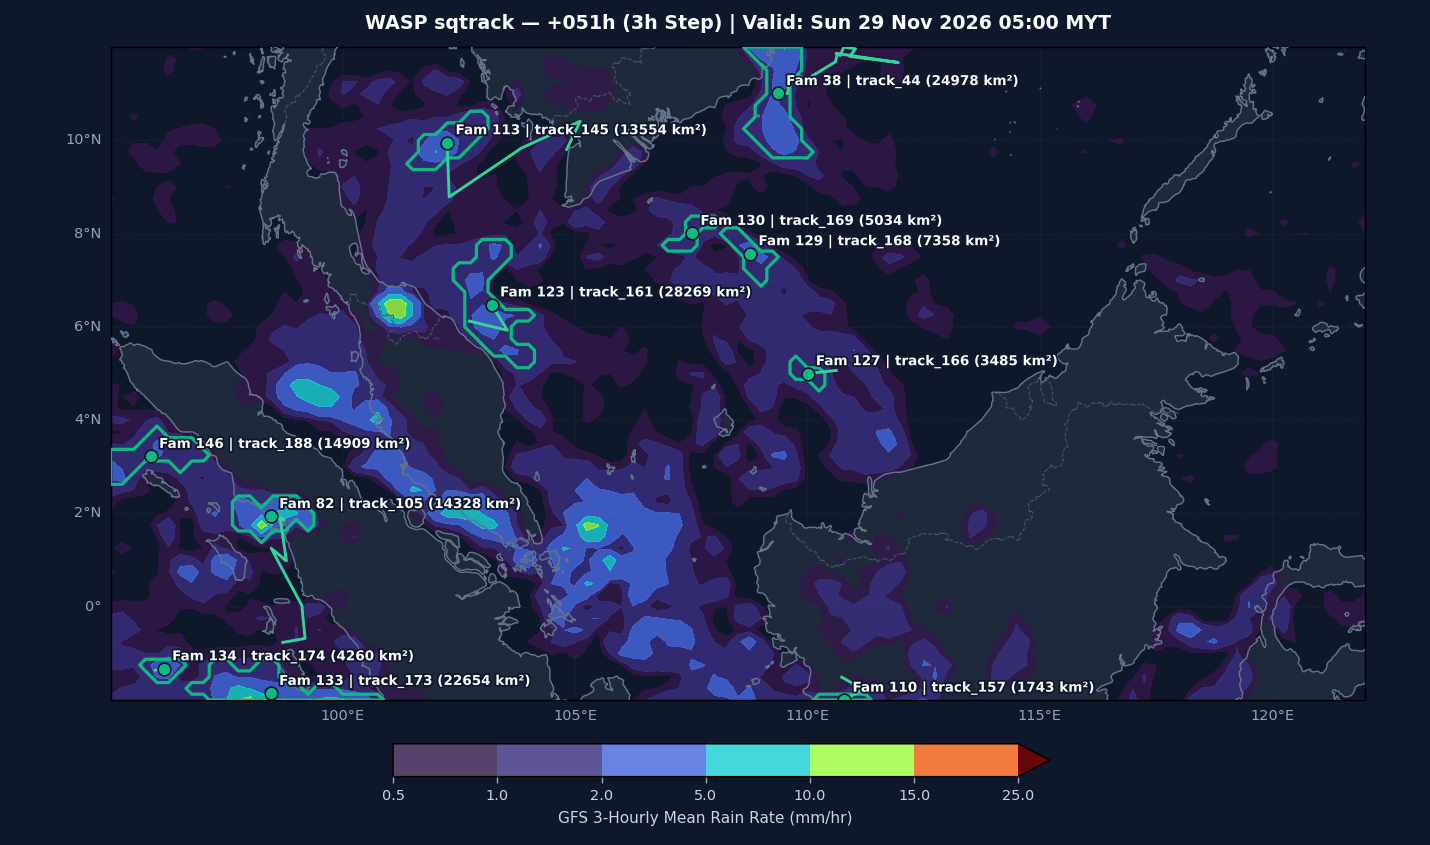 WASP sqtrack — +051h (3h Step) | Valid: Sun 29 Nov 2026 05:00 MYT
Fam 38 | track_44 (24978 km²)
Fam 113 | track_145 (13554 km²)
10°N
Fam 130 | track_169 (5034 km²)
8°N
Fam 129 | track_168 (7358 km²)
Fam 123 | track_161 (28269 km²)
6°N
Fam 127 | track_166 (3485 km²)
4°N
Fam 146 | track_188 (14909 km²)
Fam 82 | track_105 (14328 km²)
2°N
0°
Fam 134 | track_174 (4260 km²)
Fam 133 | track_173 (22654 km²)
Fam 110 | track_157 (1743 km²)
100°E 105°E 110°E 115°E 120°E
0.5 1.0 2.0 5.0 10.0 15.0 25.0
GFS 3-Hourly Mean Rain Rate (mm/hr)